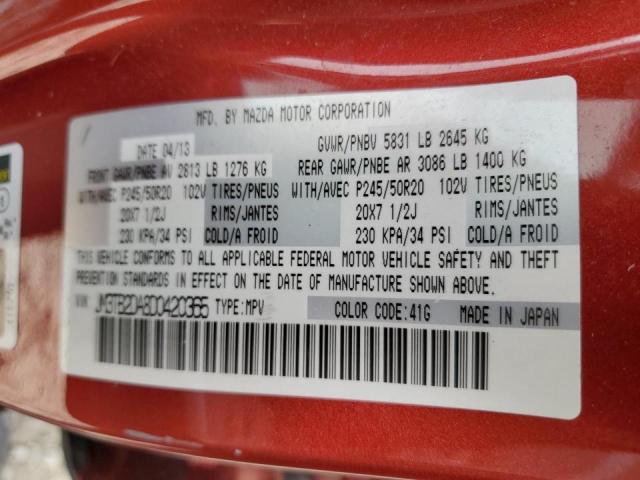 MFD. BY MAZDA MOTOR CORPORATION
DATE 04/13 GVWR/PNBV 5831 LB 2645 KG
FRONT GAWR/PNBE AV 2813 LB 1276 KG REAR GAWR/PNBE AR 3086 LB 1400 KG
WITH/AVEC P245/50R20 102V TIRES/PNEUS WITH/AVEC P245/50R20 102V TIRES/PNEUS
20X7 1/2J RIMS/JANTES 20X7 1/2J RIMS/JANTES
230 KPA/34 PSI COLD/A FROID 230 KPA/34 PSI COLD/A FROID
THIS VEHICLE CONFORMS TO ALL APPLICABLE FEDERAL MOTOR VEHICLE SAFETY AND THEFT
PREVENTION STANDARDS IN EFFECT ON THE DATE OF MANUFACTURE SHOWN ABOVE.
VIN: JM3TB2DA8D0420365 TYPE: MPV COLOR CODE: 41G MADE IN JAPAN